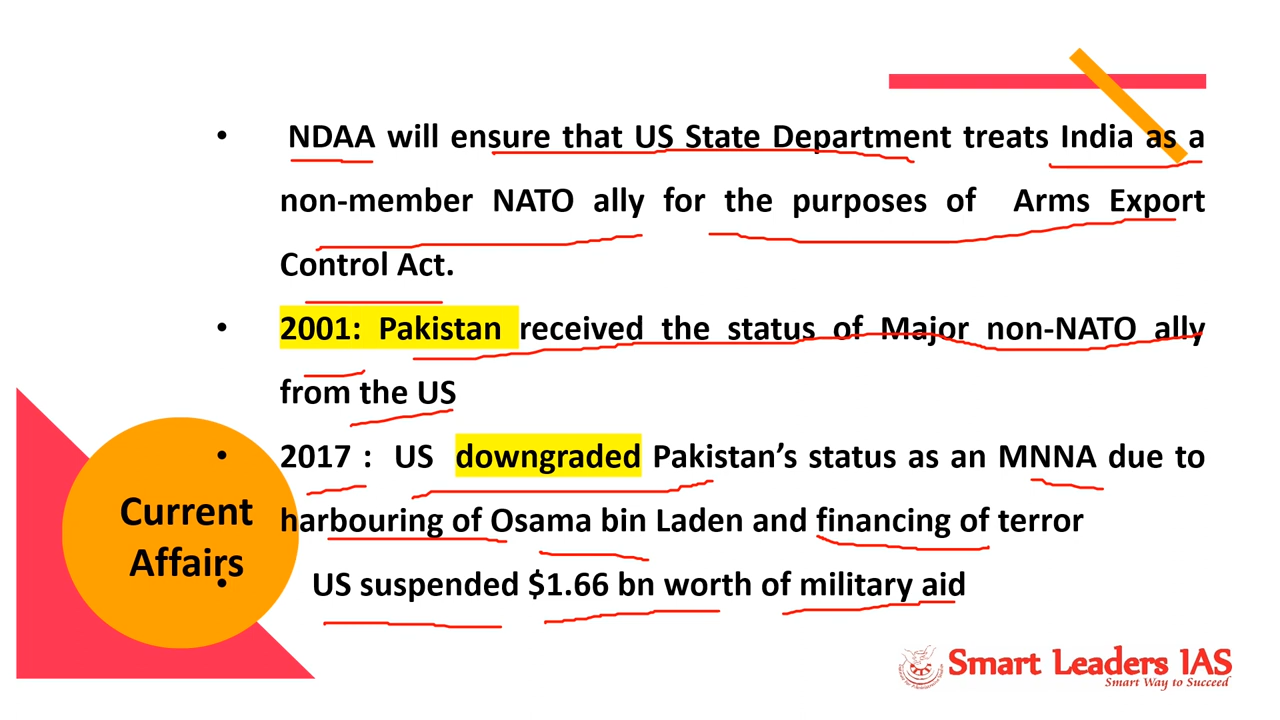 • NDAA will ensure that US State Department treats India as a
non-member NATO ally for the purposes of Arms Export
Control Act.
• 2001: Pakistan received the status of Major non-NATO ally
from the US
• 2017 : US downgraded Pakistan’s status as an MNNA due to
harbouring of Osama bin Laden and financing of terror
• US suspended $1.66 bn worth of military aid
Current
Affairs
Smart Leaders IAS
Smart Way to Succeed